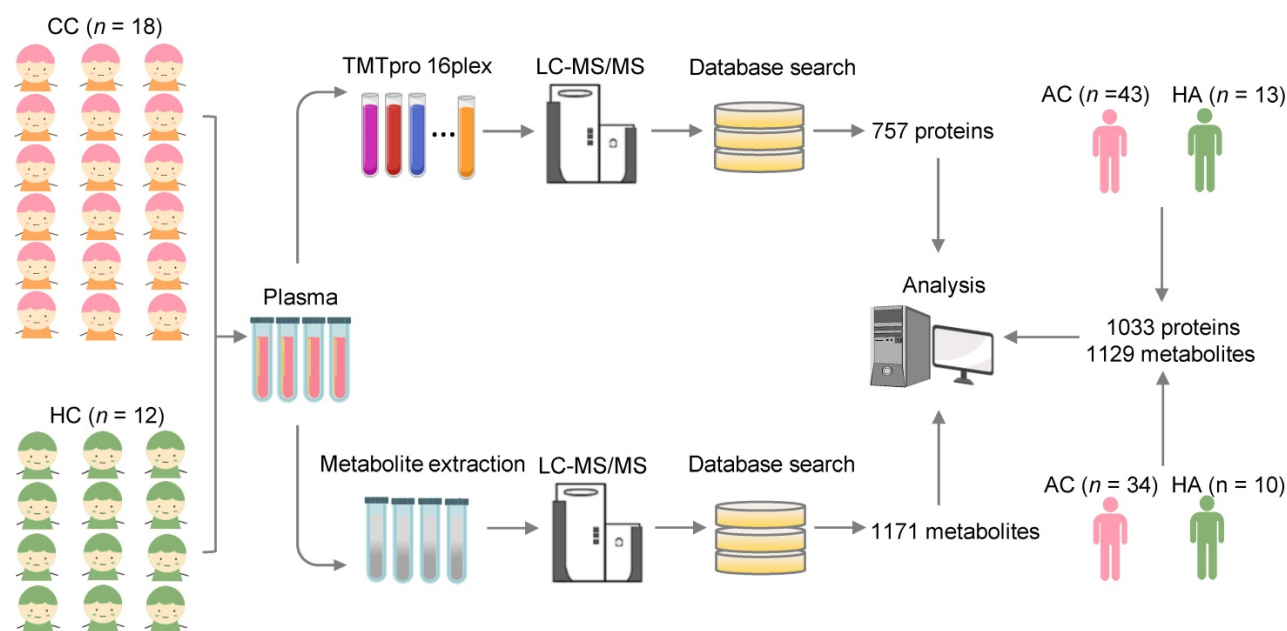 CC (n = 18)
TMTpro 16plex
LC-MS/MS
Database search
757 proteins
AC (n =43)
HA (n = 13)
Plasma
Analysis
1033 proteins
1129 metabolites
HC (n = 12)
Metabolite extraction
LC-MS/MS
Database search
1171 metabolites
AC (n = 34)
HA (n = 10)